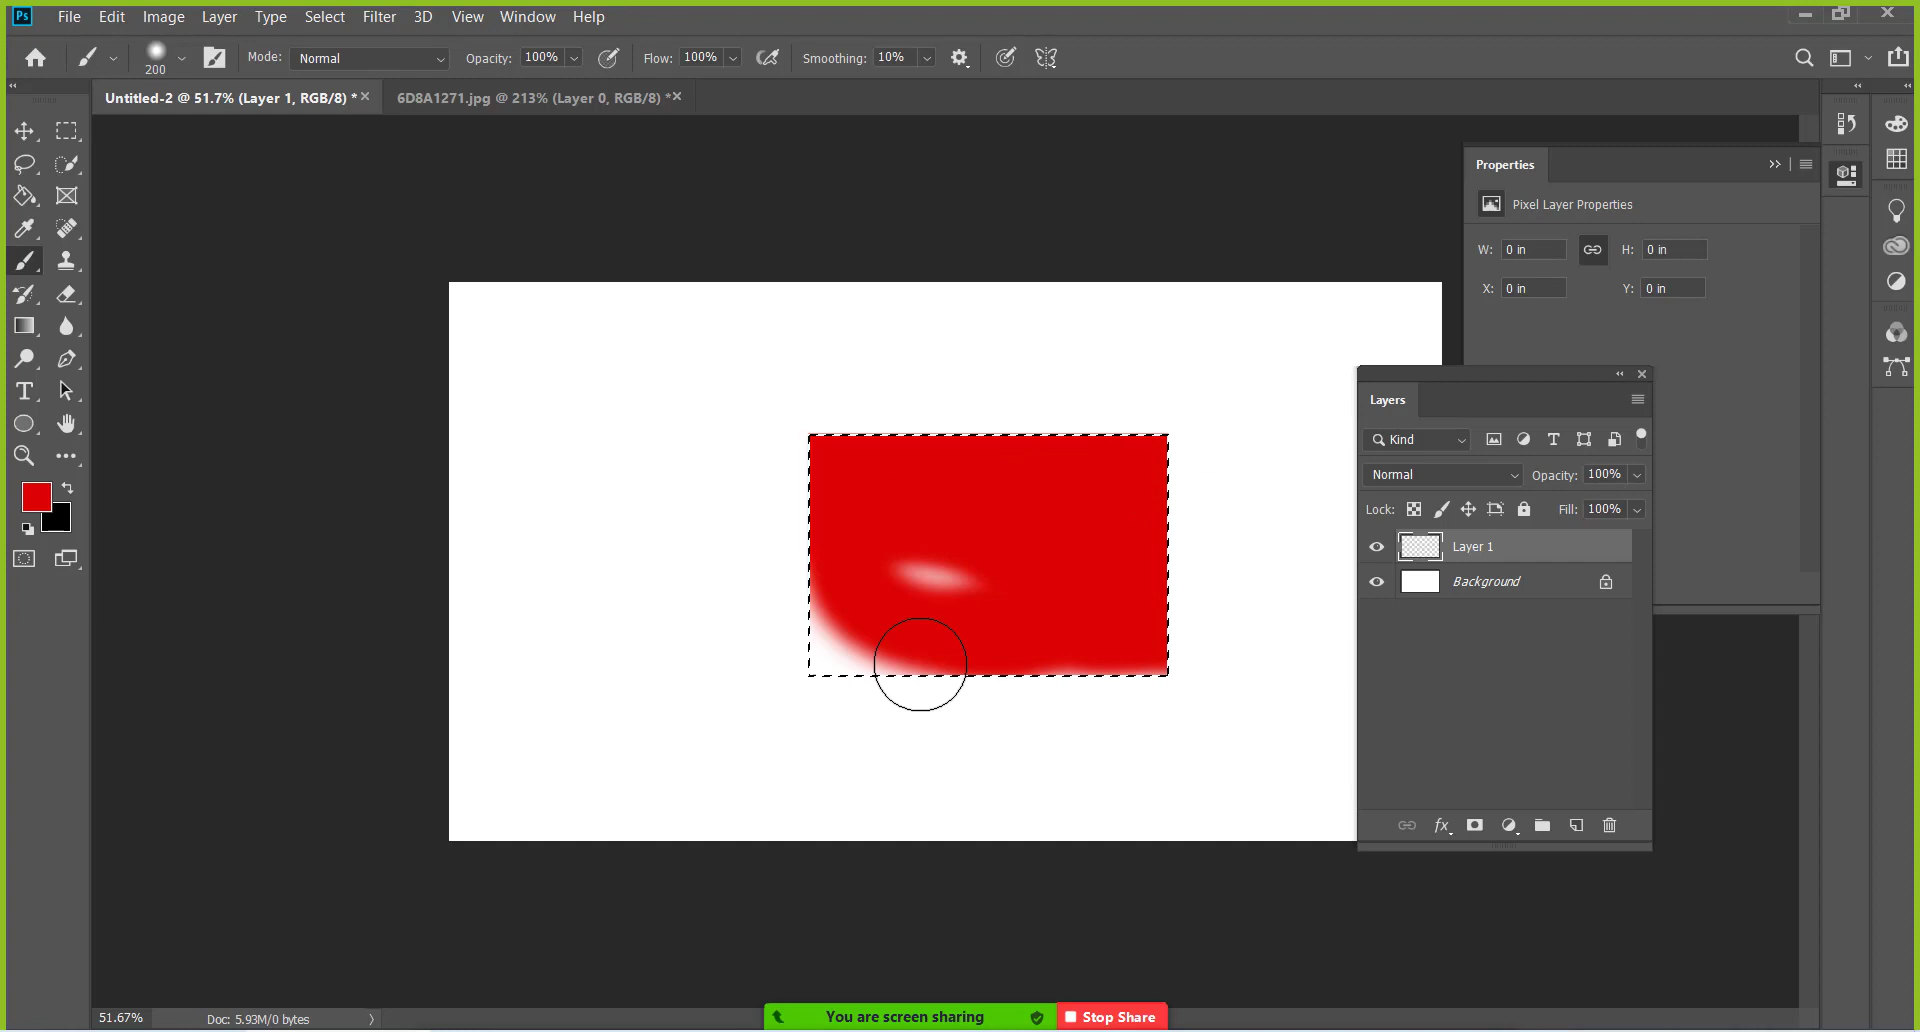 Ps File Edit Image Layer Type Select Filter 3D View Window Help
200 Mode: Normal Opacity: 100% Flow: 100% Smoothing: 10%
Untitled-2 @ 51.7% (Layer 1, RGB/8) * 6D8A1271.jpg @ 213% (Layer 0, RGB/8) *
Properties
Pixel Layer Properties
W: 0 in H: 0 in
X: 0 in Y: 0 in
Layers
Kind
Normal Opacity: 100%
Lock: Fill: 100%
Layer 1
Background
fx
51.67% Doc: 5.93M/0 bytes
You are screen sharing Stop Share